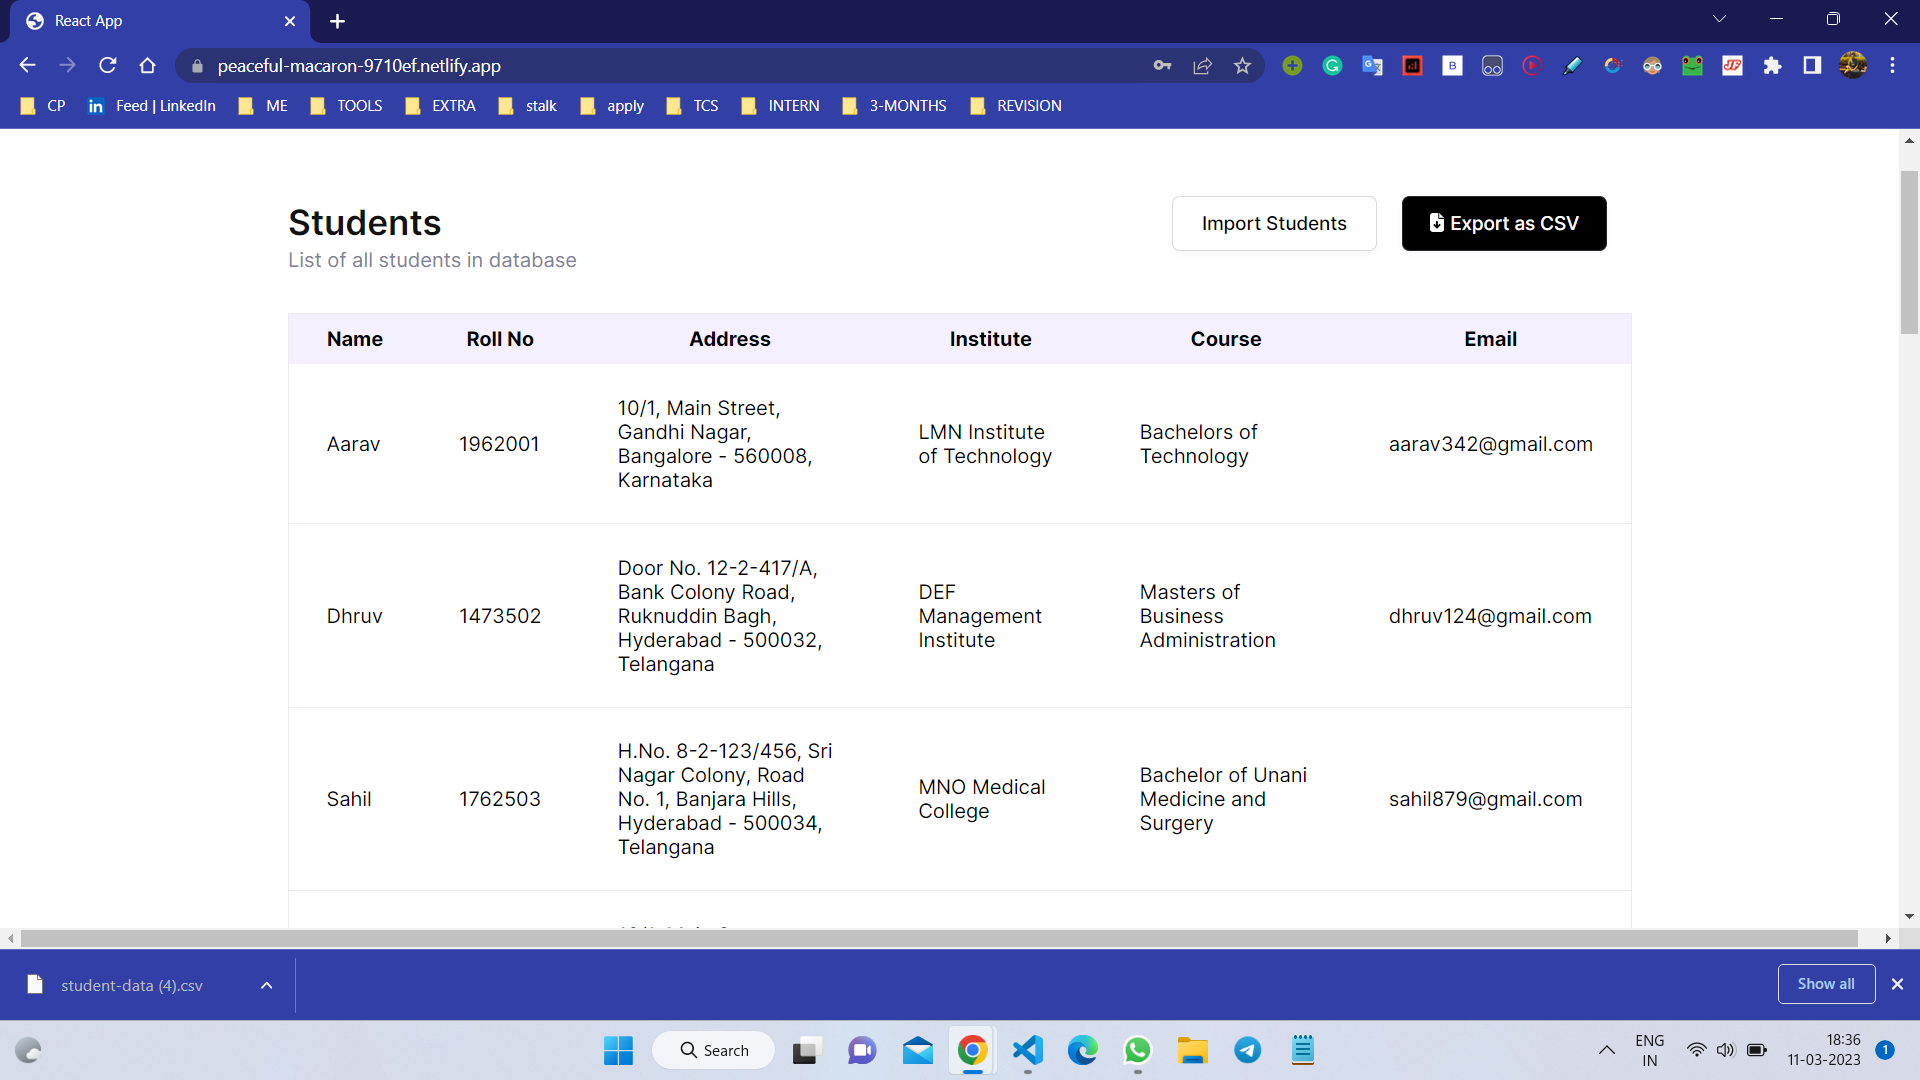 React App
peaceful-macaron-9710ef.netlify.app
CP
Feed | LinkedIn
ME
TOOLS
EXTRA
stalk
apply
TCS
INTERN
3-MONTHS
REVISION
Students
List of all students in database
Import Students
Export as CSV
Name Roll No Address Institute Course Email
Aarav
1962001
10/1, Main Street,
Gandhi Nagar,
Bangalore - 560008,
Karnataka
LMN Institute
of Technology
Bachelors of
Technology
aarav342@gmail.com
Dhruv
1473502
Door No. 12-2-417/A,
Bank Colony Road,
Ruknuddin Bagh,
Hyderabad - 500032,
Telangana
DEF
Management
Institute
Masters of
Business
Administration
dhruv124@gmail.com
Sahil
1762503
H.No. 8-2-123/456, Sri
Nagar Colony, Road
No. 1, Banjara Hills,
Hyderabad - 500034,
Telangana
MNO Medical
College
Bachelor of Unani
Medicine and
Surgery
sahil879@gmail.com
student-data (4).csv
Show all
Search
ENG
IN
18:36
11-03-2023
1